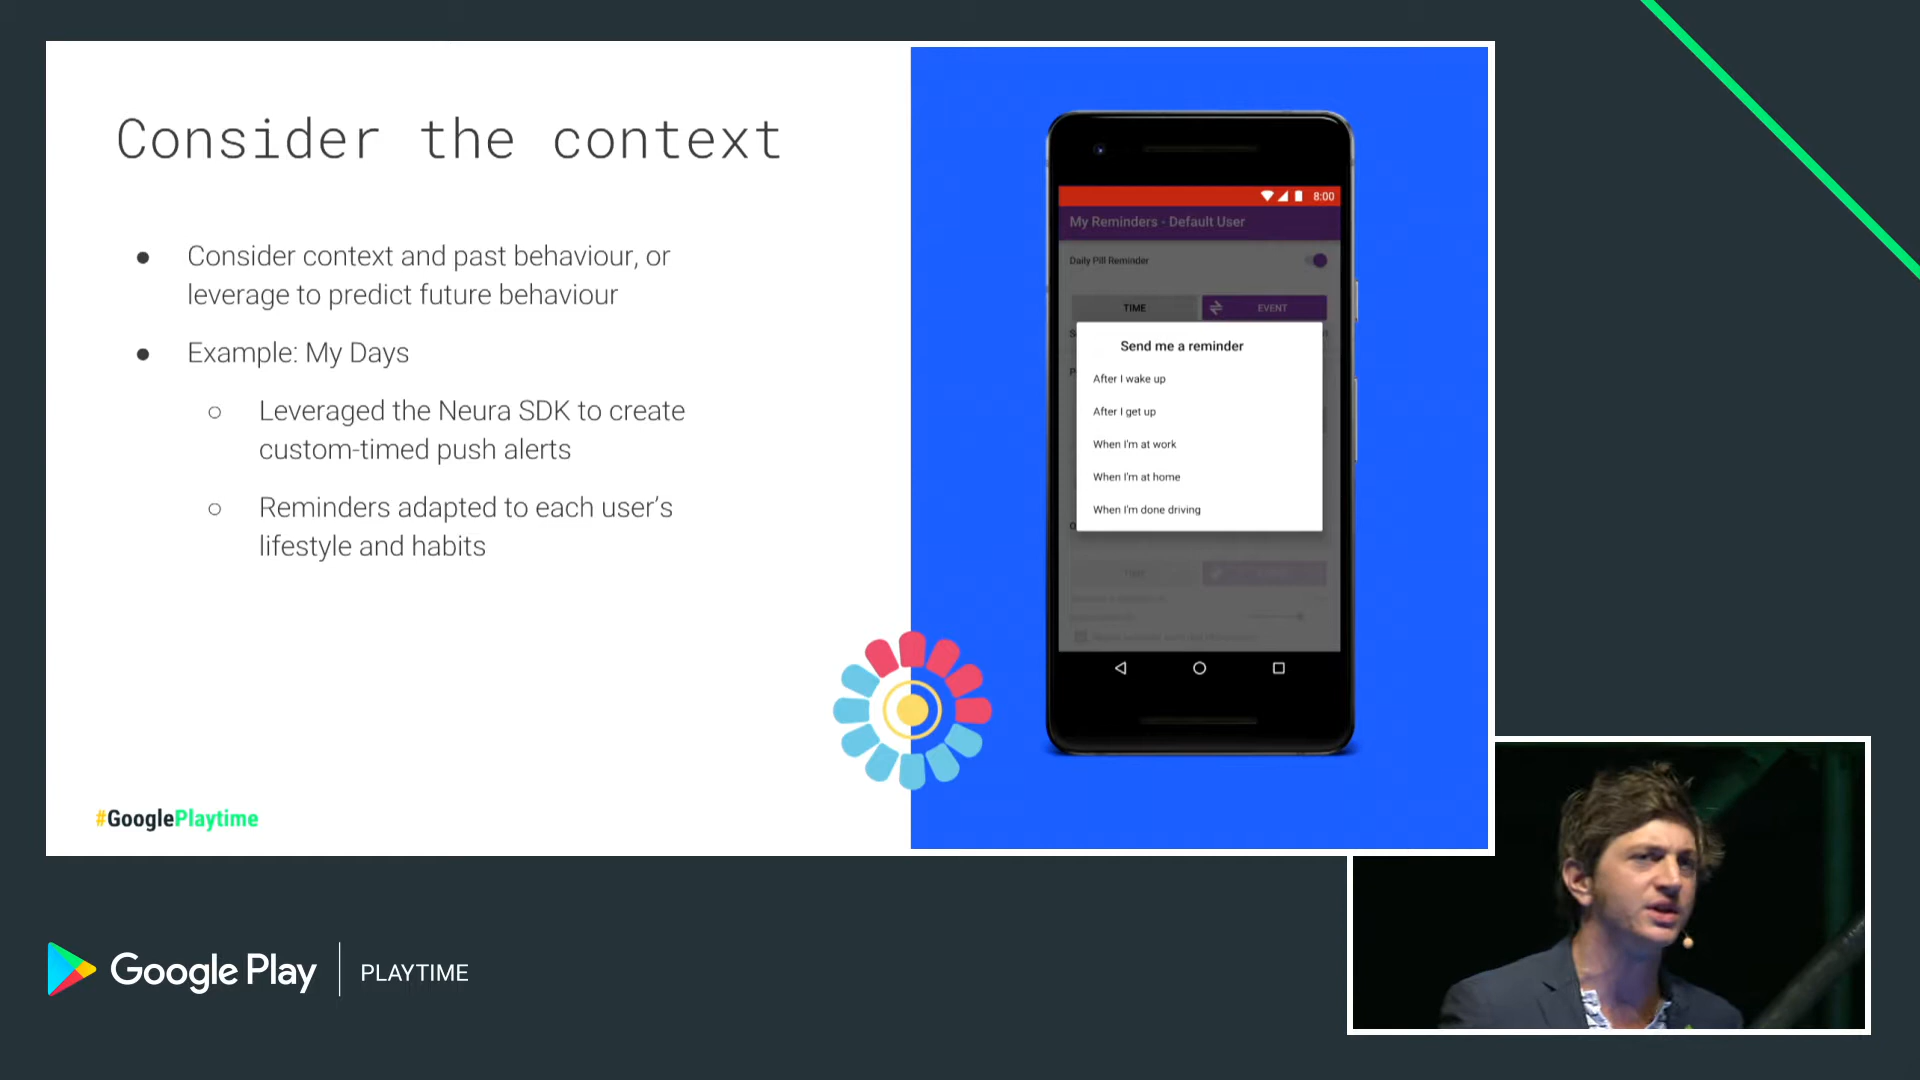 Consider the context
● Consider context and past behaviour, or
leverage to predict future behaviour
● Example: My Days
○ Leveraged the Neura SDK to create
custom-timed push alerts
○ Reminders adapted to each user’s
lifestyle and habits
#GooglePlaytime
8:00
My Reminders - Default User
Daily Pill Reminder
TIME EVENT
Send me a reminder
After I wake up
After I get up
When I'm at work
When I'm at home
When I'm done driving
Google Play | PLAYTIME